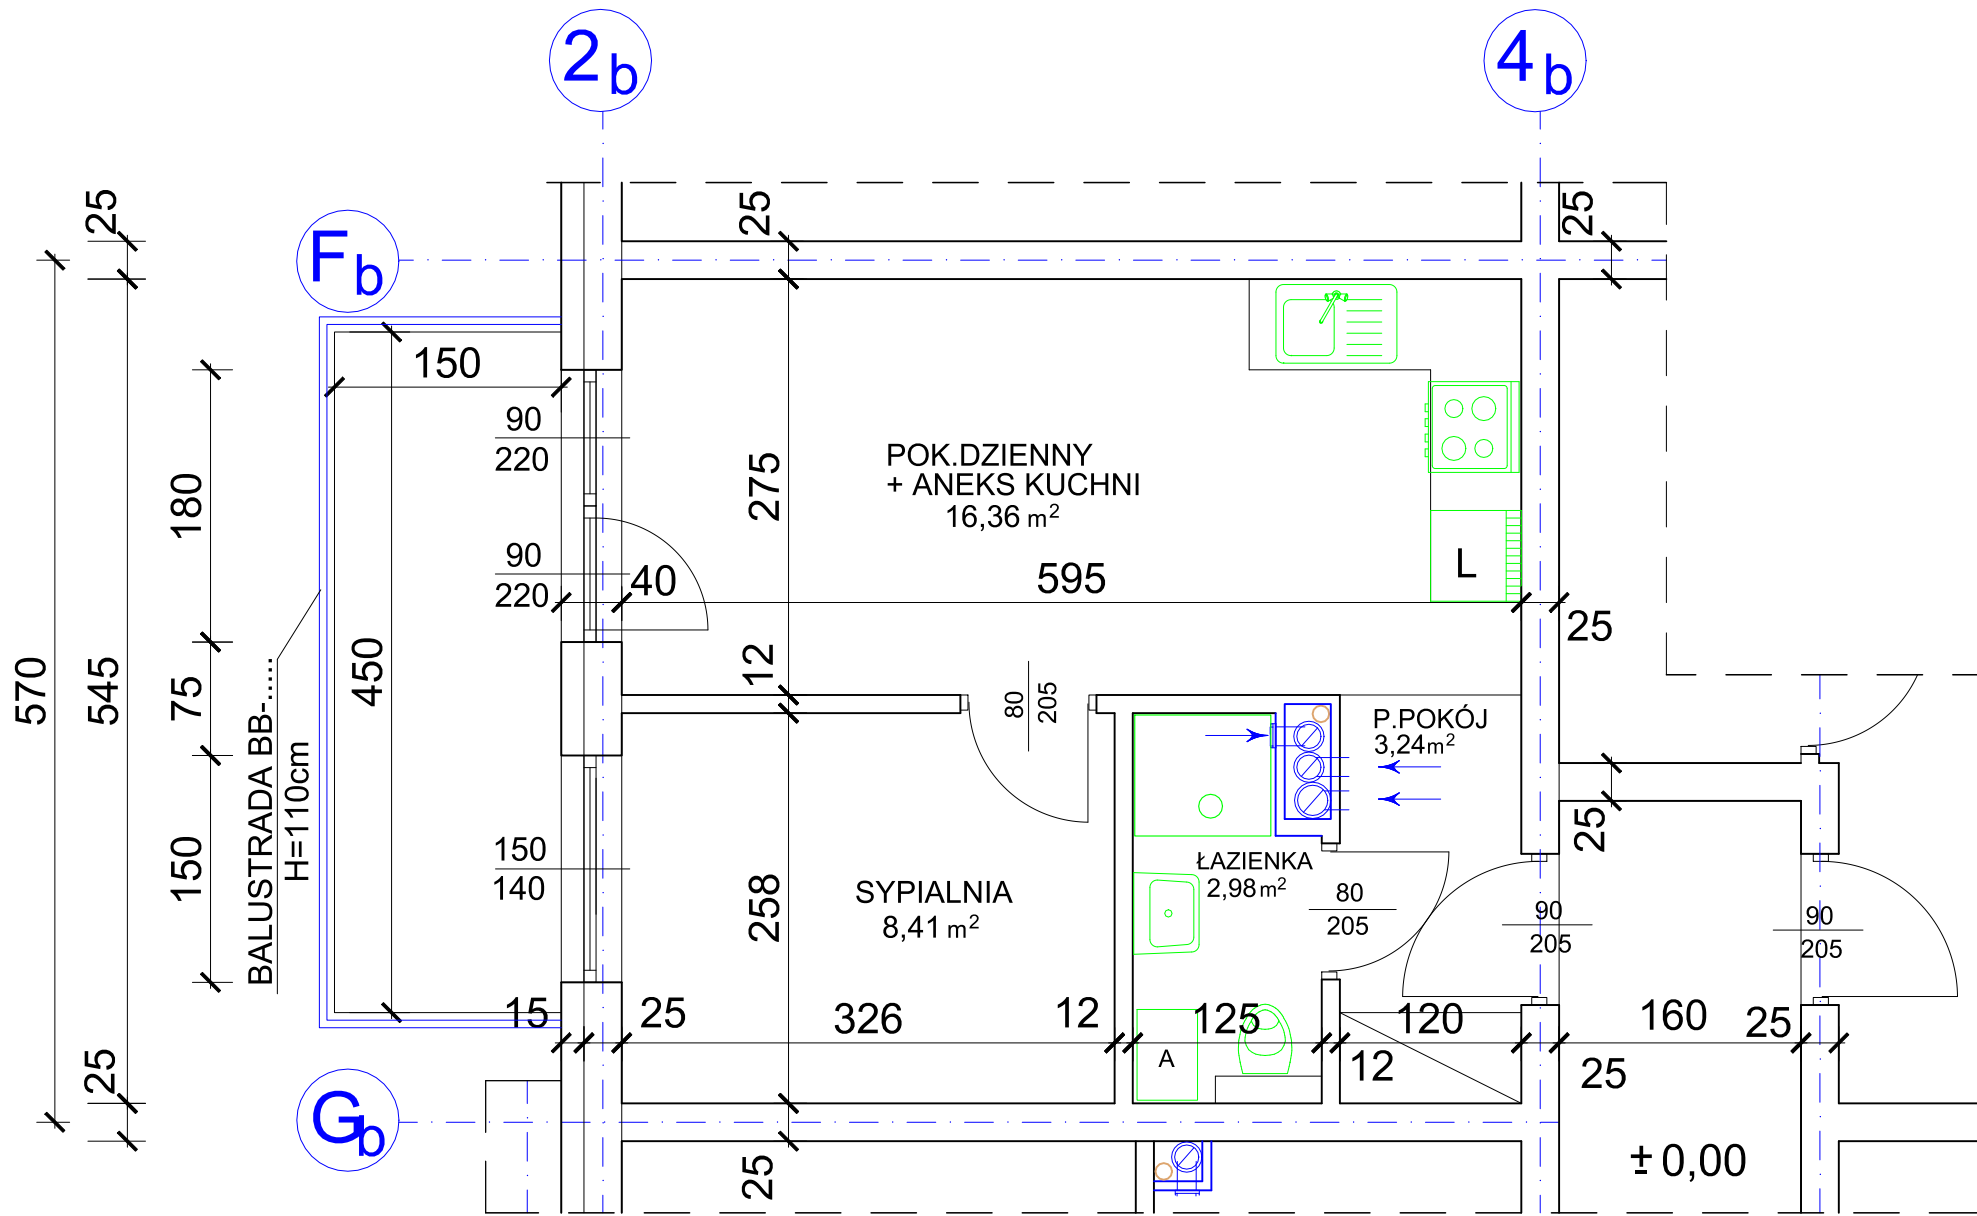 2b
4b
25
25
25
Fb
150
90
220
180
POK.DZIENNY
+ ANEKS KUCHNI
16,36 m²
275
90
220
40
595
L
25
570
545
75
450
12
80
205
P.POKÓJ
3,24m²
BALUSTRADA BB-.....
H=110cm
150
150
140
258
SYPIALNIA
8,41 m²
ŁAZIENKA
2,98m²
80
205
25
90
205
90
205
15
25
326
12
125
120
160
25
A
12
25
25
Gb
25
±0,00